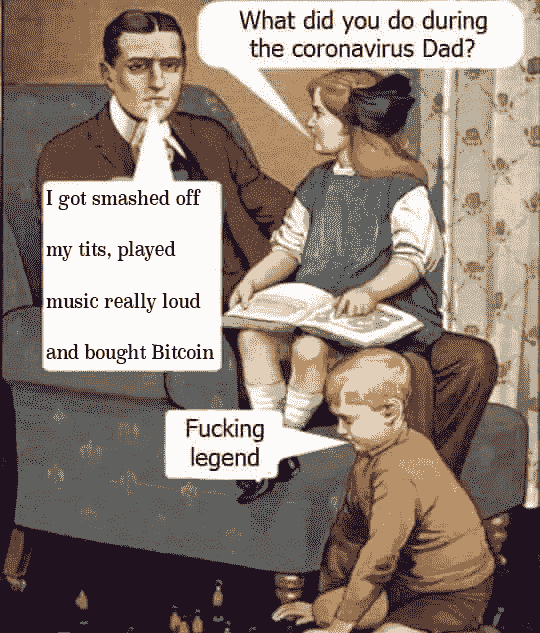 What did you do during
the coronavirus Dad?
I got smashed off
my tits, played
music really loud
and bought Bitcoin
Fucking
legend